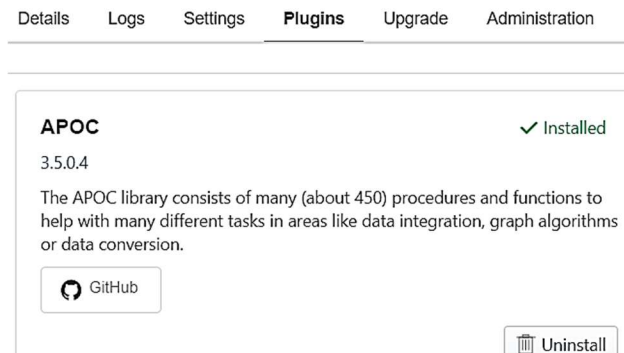 Details Logs Settings Plugins Upgrade Administration
APOC ✓ Installed
3.5.0.4
The APOC library consists of many (about 450) procedures and functions to
help with many different tasks in areas like data integration, graph algorithms
or data conversion.
GitHub
Uninstall